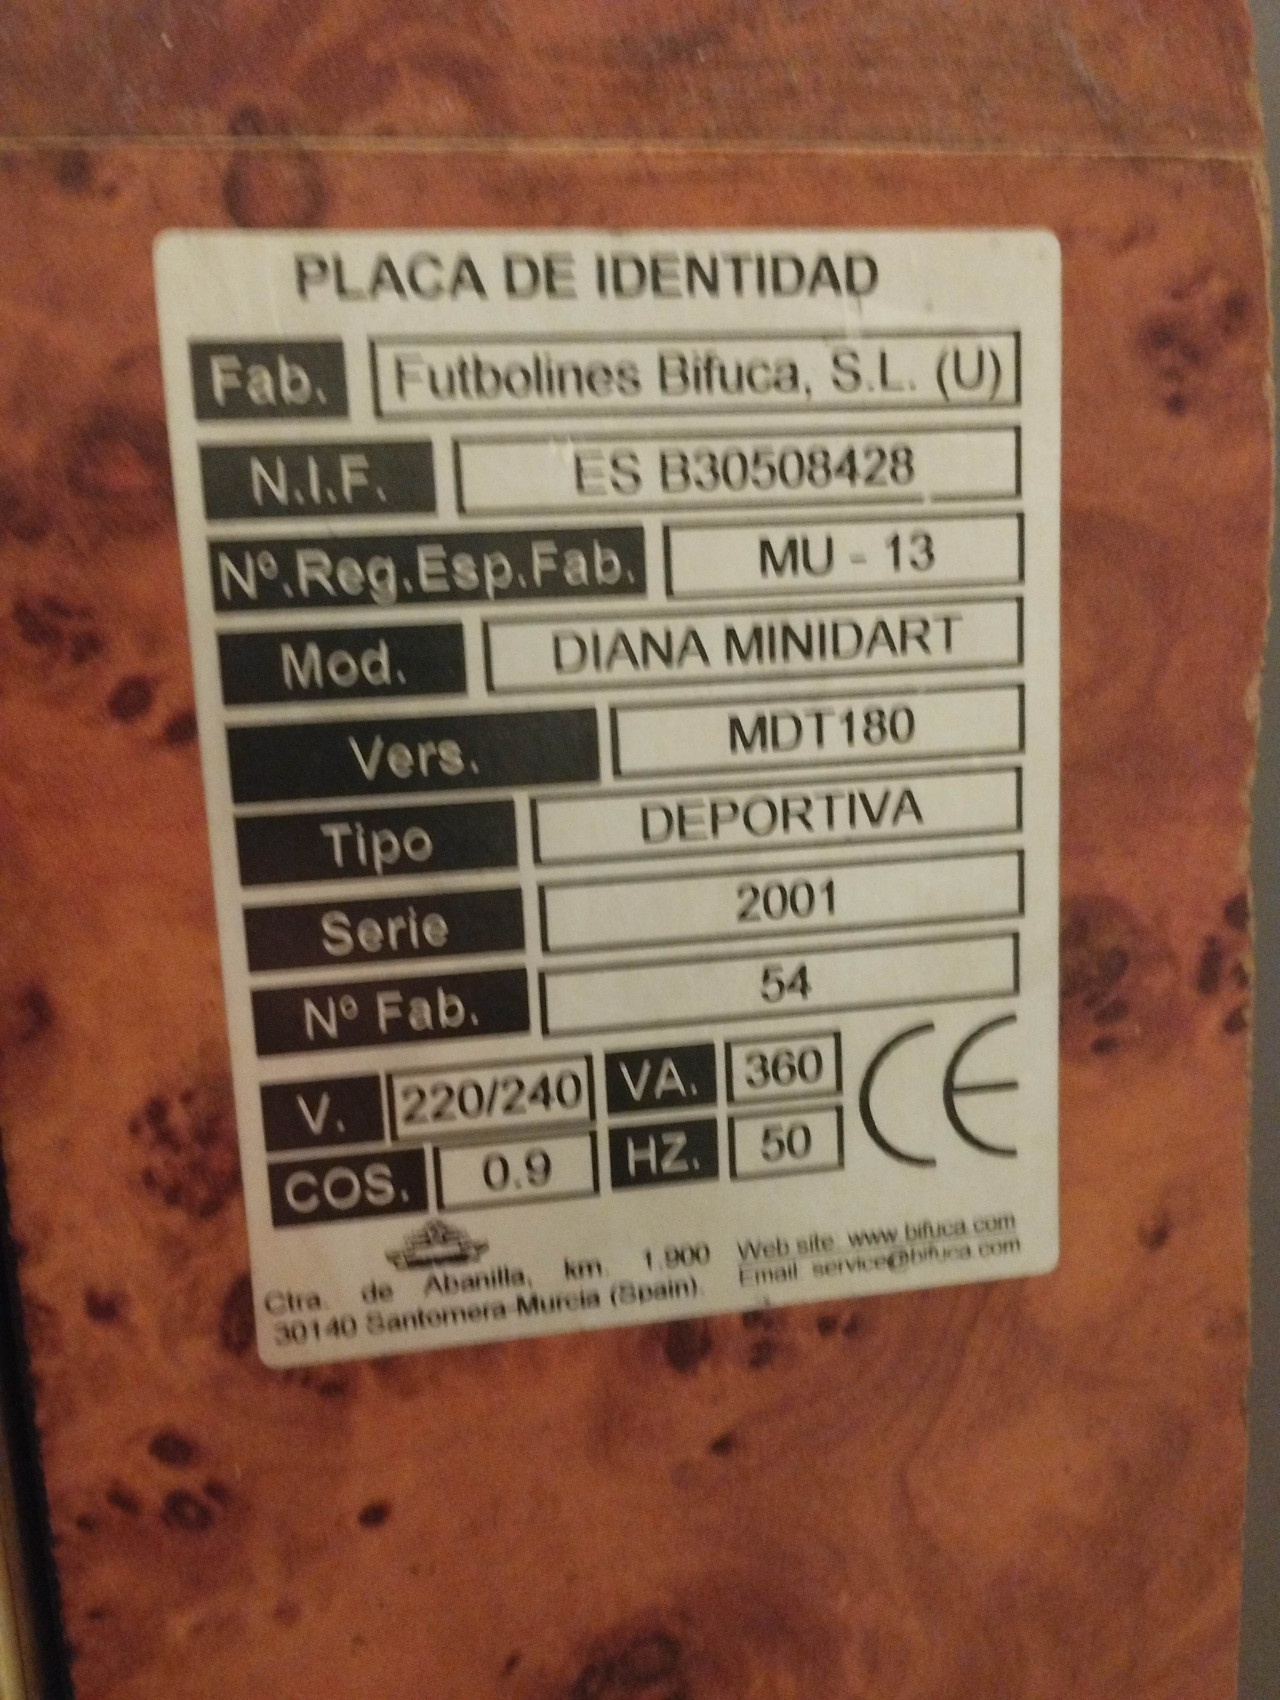 PLACA DE IDENTIDAD
Fab. Futbolines Bifuca, S.L. (U)
N.I.F. ES B30508428
Nº.Reg.Esp.Fab. MU - 13
Mod. DIANA MINIDART
Vers. MDT180
Tipo DEPORTIVA
Serie 2001
Nº Fab. 54
V. 220/240 VA. 360
COS. 0.9 HZ. 50 CE
Ctra. de Abanilla, km. 1.900
30140 Santomera-Murcia (Spain).
Web site www.bifuca.com
Email service@bifuca.com